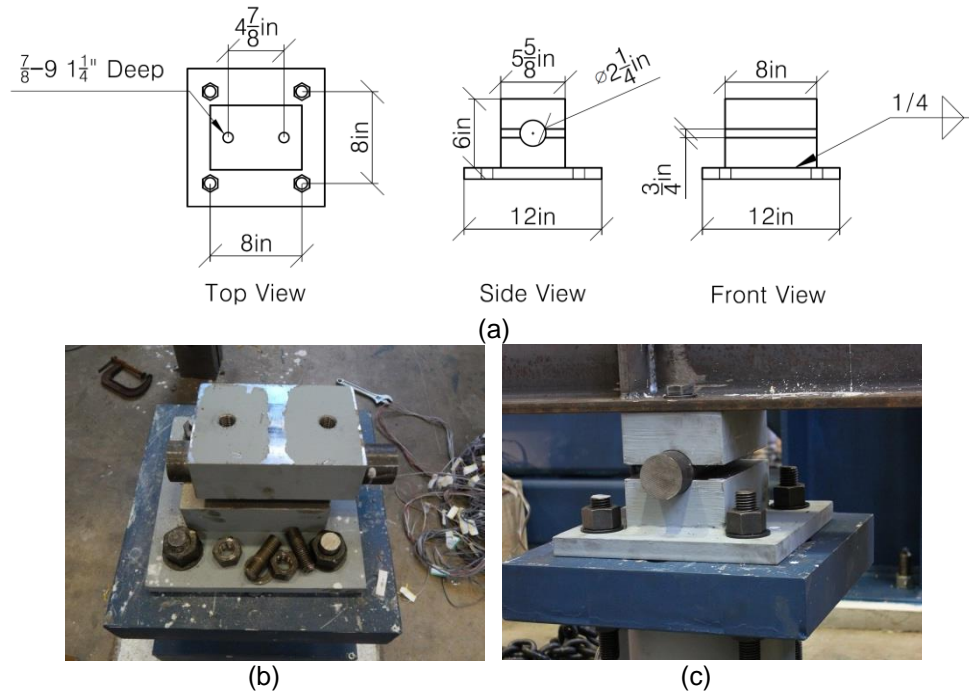 4 7/8in
7/8-9 1 1/4" Deep
8in
8in
Top View
5 5/8in
⌀2 1/4in
6in
12in
Side View
8in
1/4
3/4in
12in
Front View
(a)
(b)
(c)